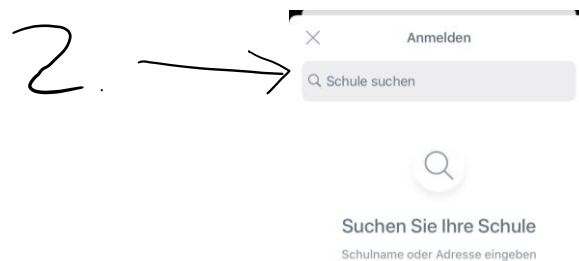 2.
Anmelden
Schule suchen
Suchen Sie Ihre Schule
Schulname oder Adresse eingeben